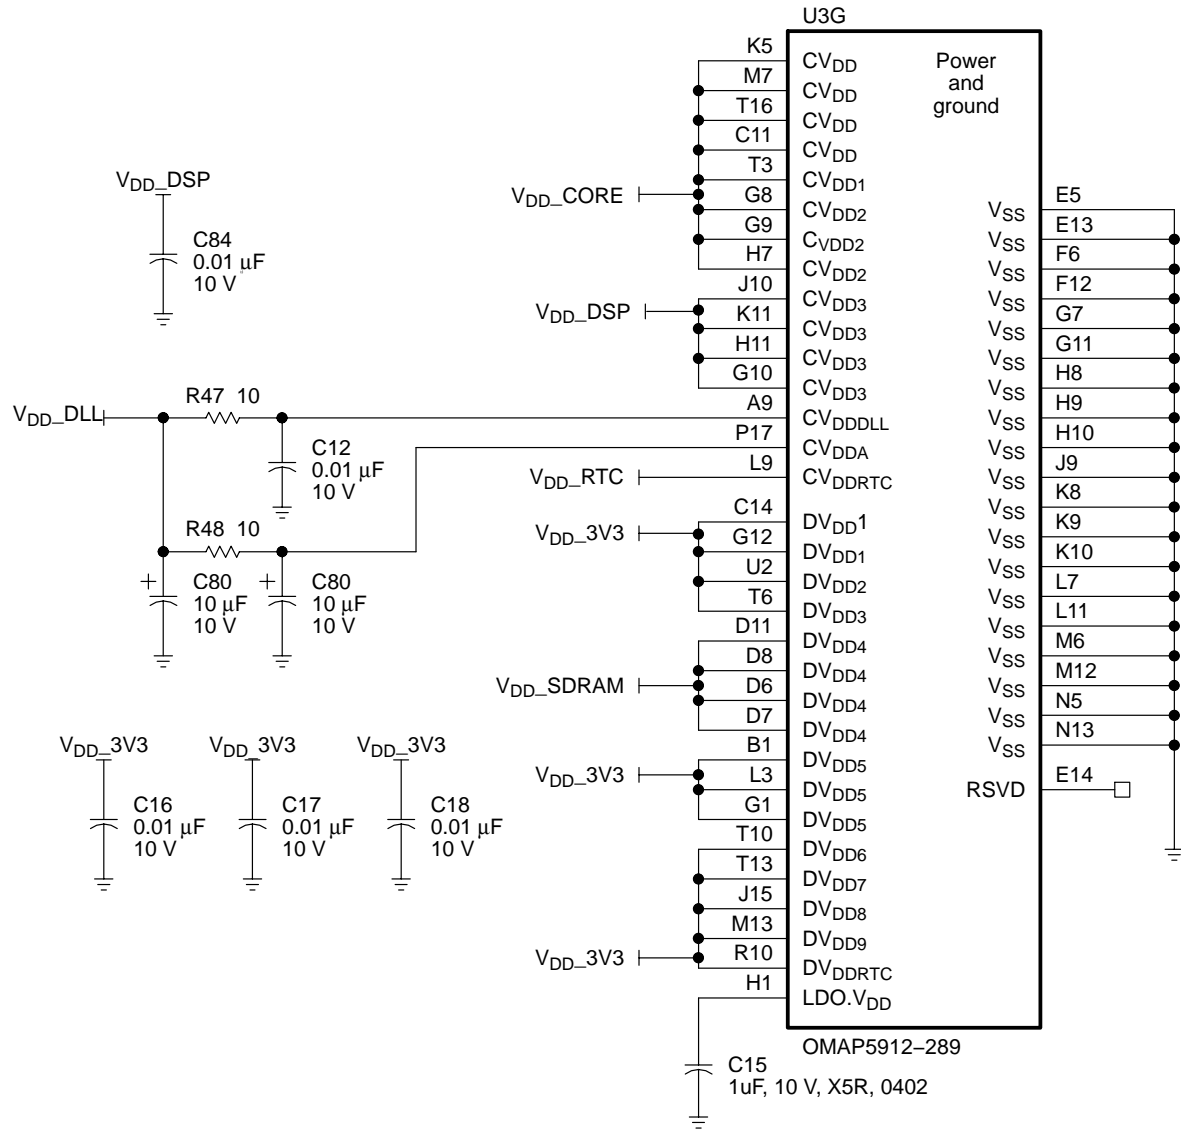 U3G
Power
and
ground
K5 CVDD
M7 CVDD
T16 CVDD
C11 CVDD
T3 CVDD1
G8 CVDD2
G9 CVDD2
H7 CVDD2
J10 CVDD3
K11 CVDD3
H11 CVDD3
G10 CVDD3
A9 CVDDDLL
P17 CVDDA
L9 CVDDRTC
C14 DVDD1
G12 DVDD1
U2 DVDD2
T6 DVDD3
D11 DVDD4
D8 DVDD4
D6 DVDD4
D7 DVDD4
B1 DVDD5
L3 DVDD5
G1 DVDD5
T10 DVDD6
T13 DVDD7
J15 DVDD8
M13 DVDD9
R10 DVDDRTC
H1 LDO.VDD
VSS E5
VSS E13
VSS F6
VSS F12
VSS G7
VSS G11
VSS H8
VSS H9
VSS H10
VSS J9
VSS K8
VSS K9
VSS K10
VSS L7
VSS L11
VSS M6
VSS M12
VSS N5
VSS N13
RSVD E14
OMAP5912–289
VDD_CORE
VDD_DSP
VDD_RTC
VDD_3V3
VDD_SDRAM
VDD_3V3
VDD_3V3
VDD_DSP
C84
0.01 µF
10 V
VDD_DLL
R47 10
C12
0.01 µF
10 V
R48 10
+ C80
10 µF
10 V
+ C80
10 µF
10 V
VDD_3V3
C16
0.01 µF
10 V
VDD_3V3
C17
0.01 µF
10 V
VDD_3V3
C18
0.01 µF
10 V
C15
1uF, 10 V, X5R, 0402